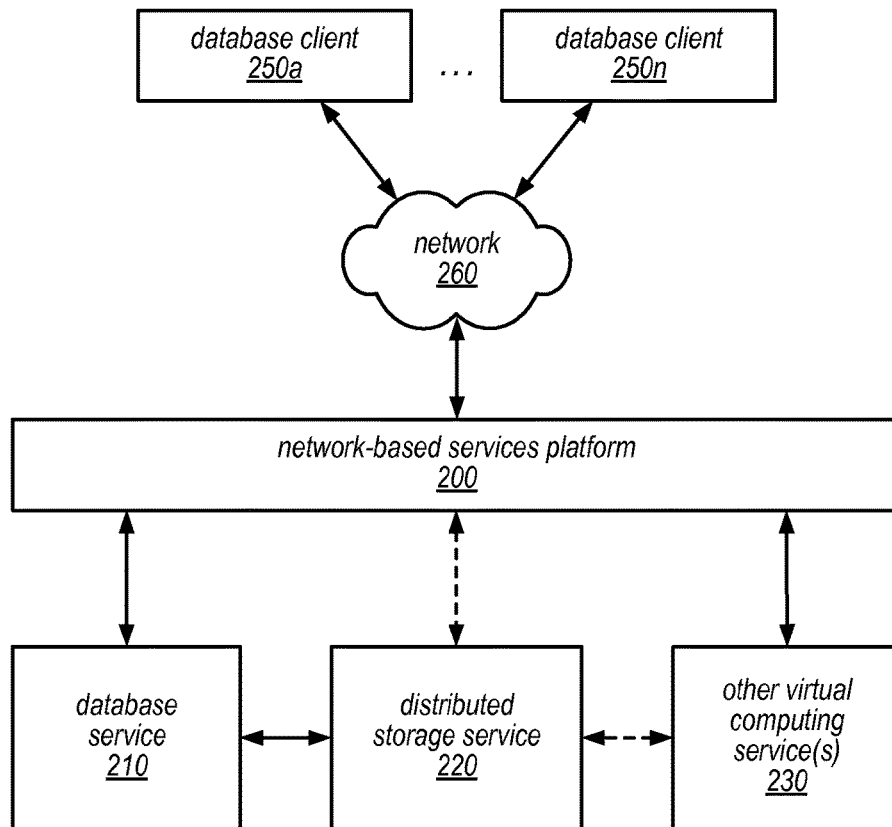 database client
250a
...
database client
250n
network
260
network-based services platform
200
database
service
210
distributed
storage service
220
other virtual
computing
service(s)
230